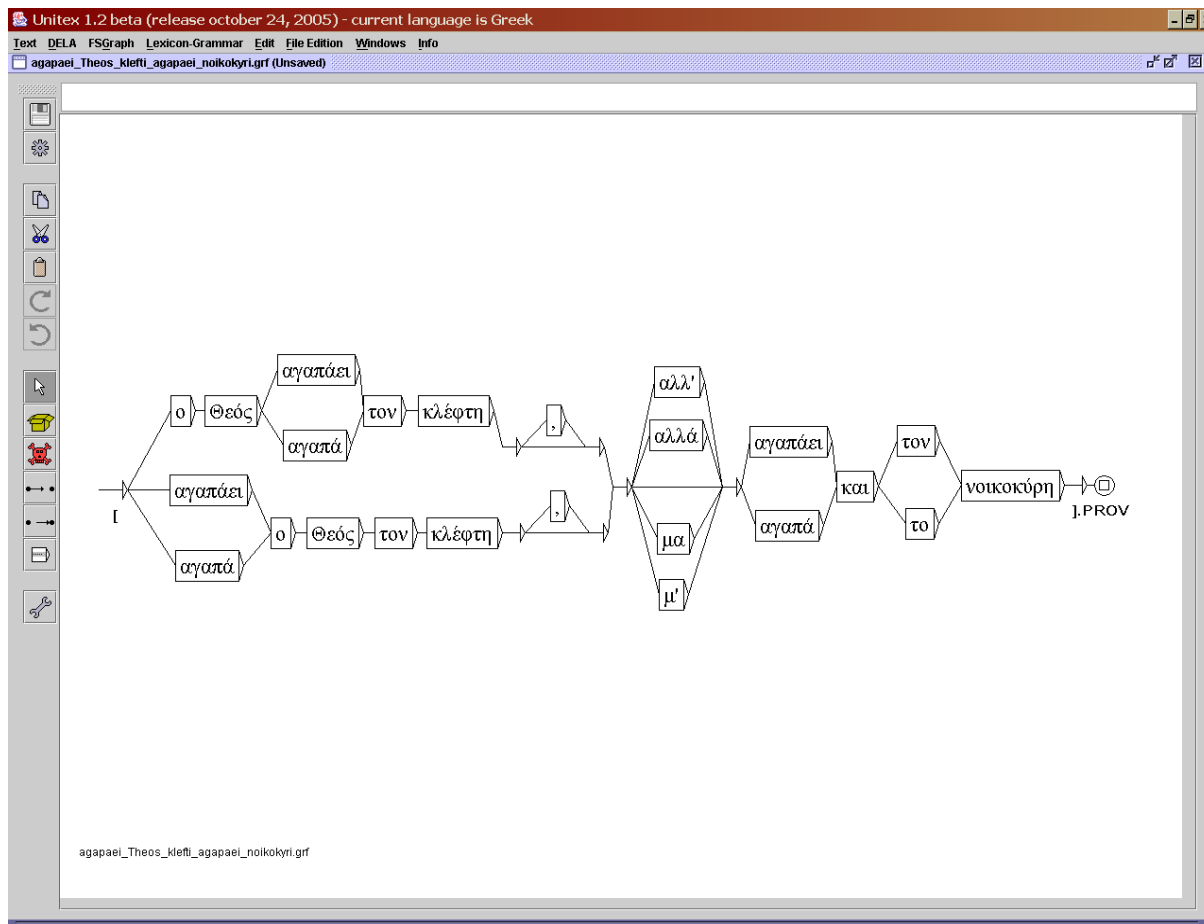 Unitex 1.2 beta (release october 24, 2005) - current language is Greek
Text DELA FSGraph Lexicon-Grammar Edit File Edition Windows Info
agapaei_Theos_klefti_agapaei_noikokyri.grf (Unsaved)
[
ο Θεός
αγαπάει
αγαπά
τον κλέφτη
,
αγαπάει
αγαπά
ο Θεός τον κλέφτη
,
αλλ'
αλλά
μα
μ'
αγαπάει
αγαπά
και
τον
το
νοικοκύρη
].PROV
agapaei_Theos_klefti_agapaei_noikokyri.grf